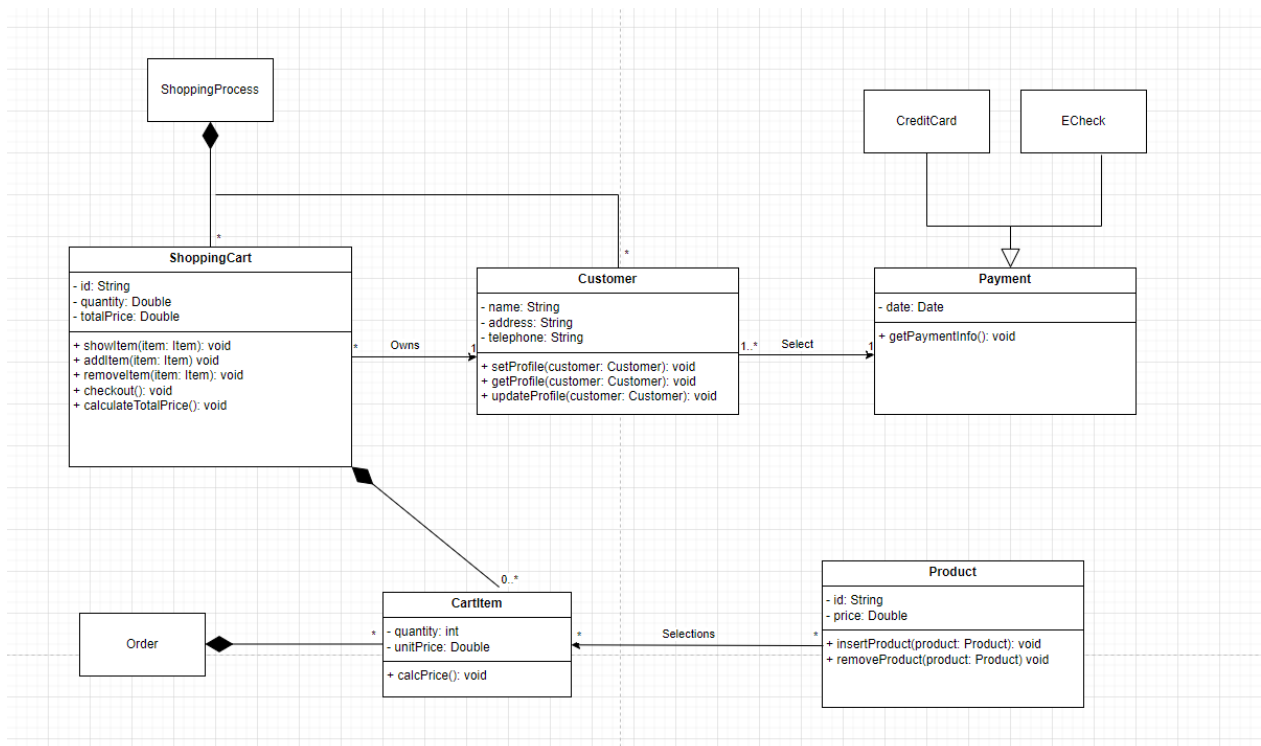 ShoppingProcess
CreditCard
ECheck
*
*
ShoppingCart
- id: String
- quantity: Double
- totalPrice: Double
+ showItem(item: Item): void
+ addItem(item: Item) void
+ removeItem(item: Item): void
+ checkout(): void
+ calculateTotalPrice(): void
* Owns 1
Customer
- name: String
- address: String
- telephone: String
+ setProfile(customer: Customer): void
+ getProfile(customer: Customer): void
+ updateProfile(customer: Customer): void
1..* Select 1
Payment
- date: Date
+ getPaymentInfo(): void
0..*
Order
*
CartItem
- quantity: int
- unitPrice: Double
+ calcPrice(): void
* Selections *
Product
- id: String
- price: Double
+ insertProduct(product: Product): void
+ removeProduct(product: Product) void